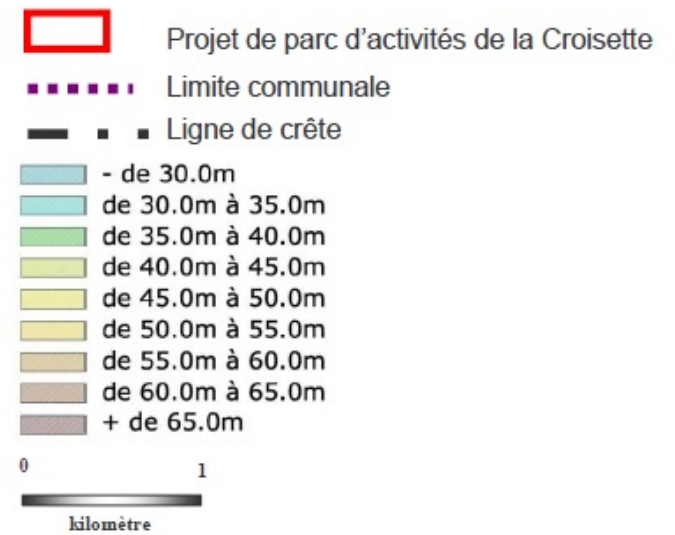 Projet de parc d'activités de la Croisette
Limite communale
Ligne de crête
- de 30.0m
de 30.0m à 35.0m
de 35.0m à 40.0m
de 40.0m à 45.0m
de 45.0m à 50.0m
de 50.0m à 55.0m
de 55.0m à 60.0m
de 60.0m à 65.0m
+ de 65.0m
0 1
kilomètre